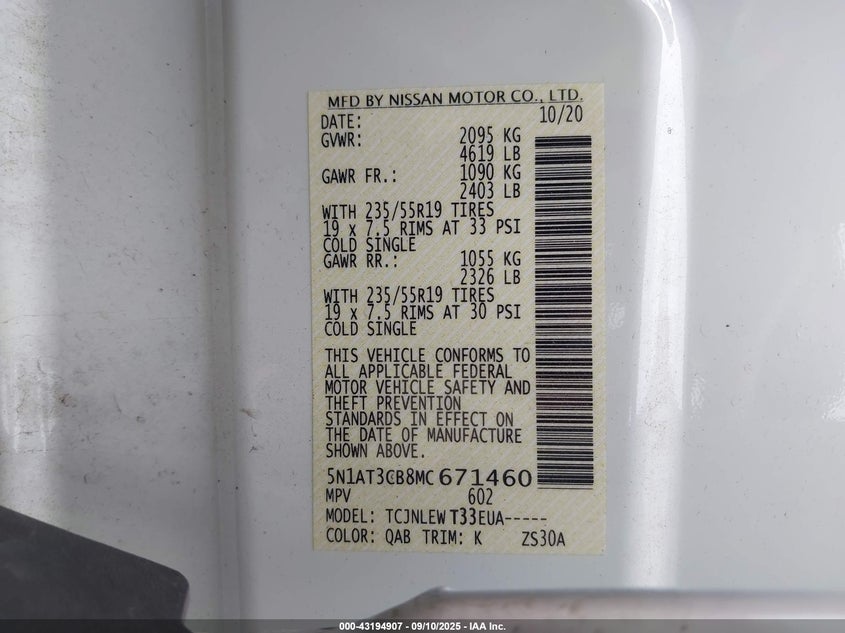 MFD BY NISSAN MOTOR CO., LTD.
DATE: 10/20
GVWR: 2095 KG
4619 LB
GAWR FR.: 1090 KG
2403 LB
WITH 235/55R19 TIRES
19 x 7.5 RIMS AT 33 PSI
COLD SINGLE
GAWR RR.: 1055 KG
2326 LB
WITH 235/55R19 TIRES
19 x 7.5 RIMS AT 30 PSI
COLD SINGLE
THIS VEHICLE CONFORMS TO
ALL APPLICABLE FEDERAL
MOTOR VEHICLE SAFETY AND
THEFT PREVENTION
STANDARDS IN EFFECT ON
THE DATE OF MANUFACTURE
SHOWN ABOVE.
5N1AT3CB8MC 671460
MPV 602
MODEL: TCJNLEW T33EUA-----
COLOR: QAB TRIM: K ZS30A
000-43194907 - 09/10/2025 - IAA Inc.